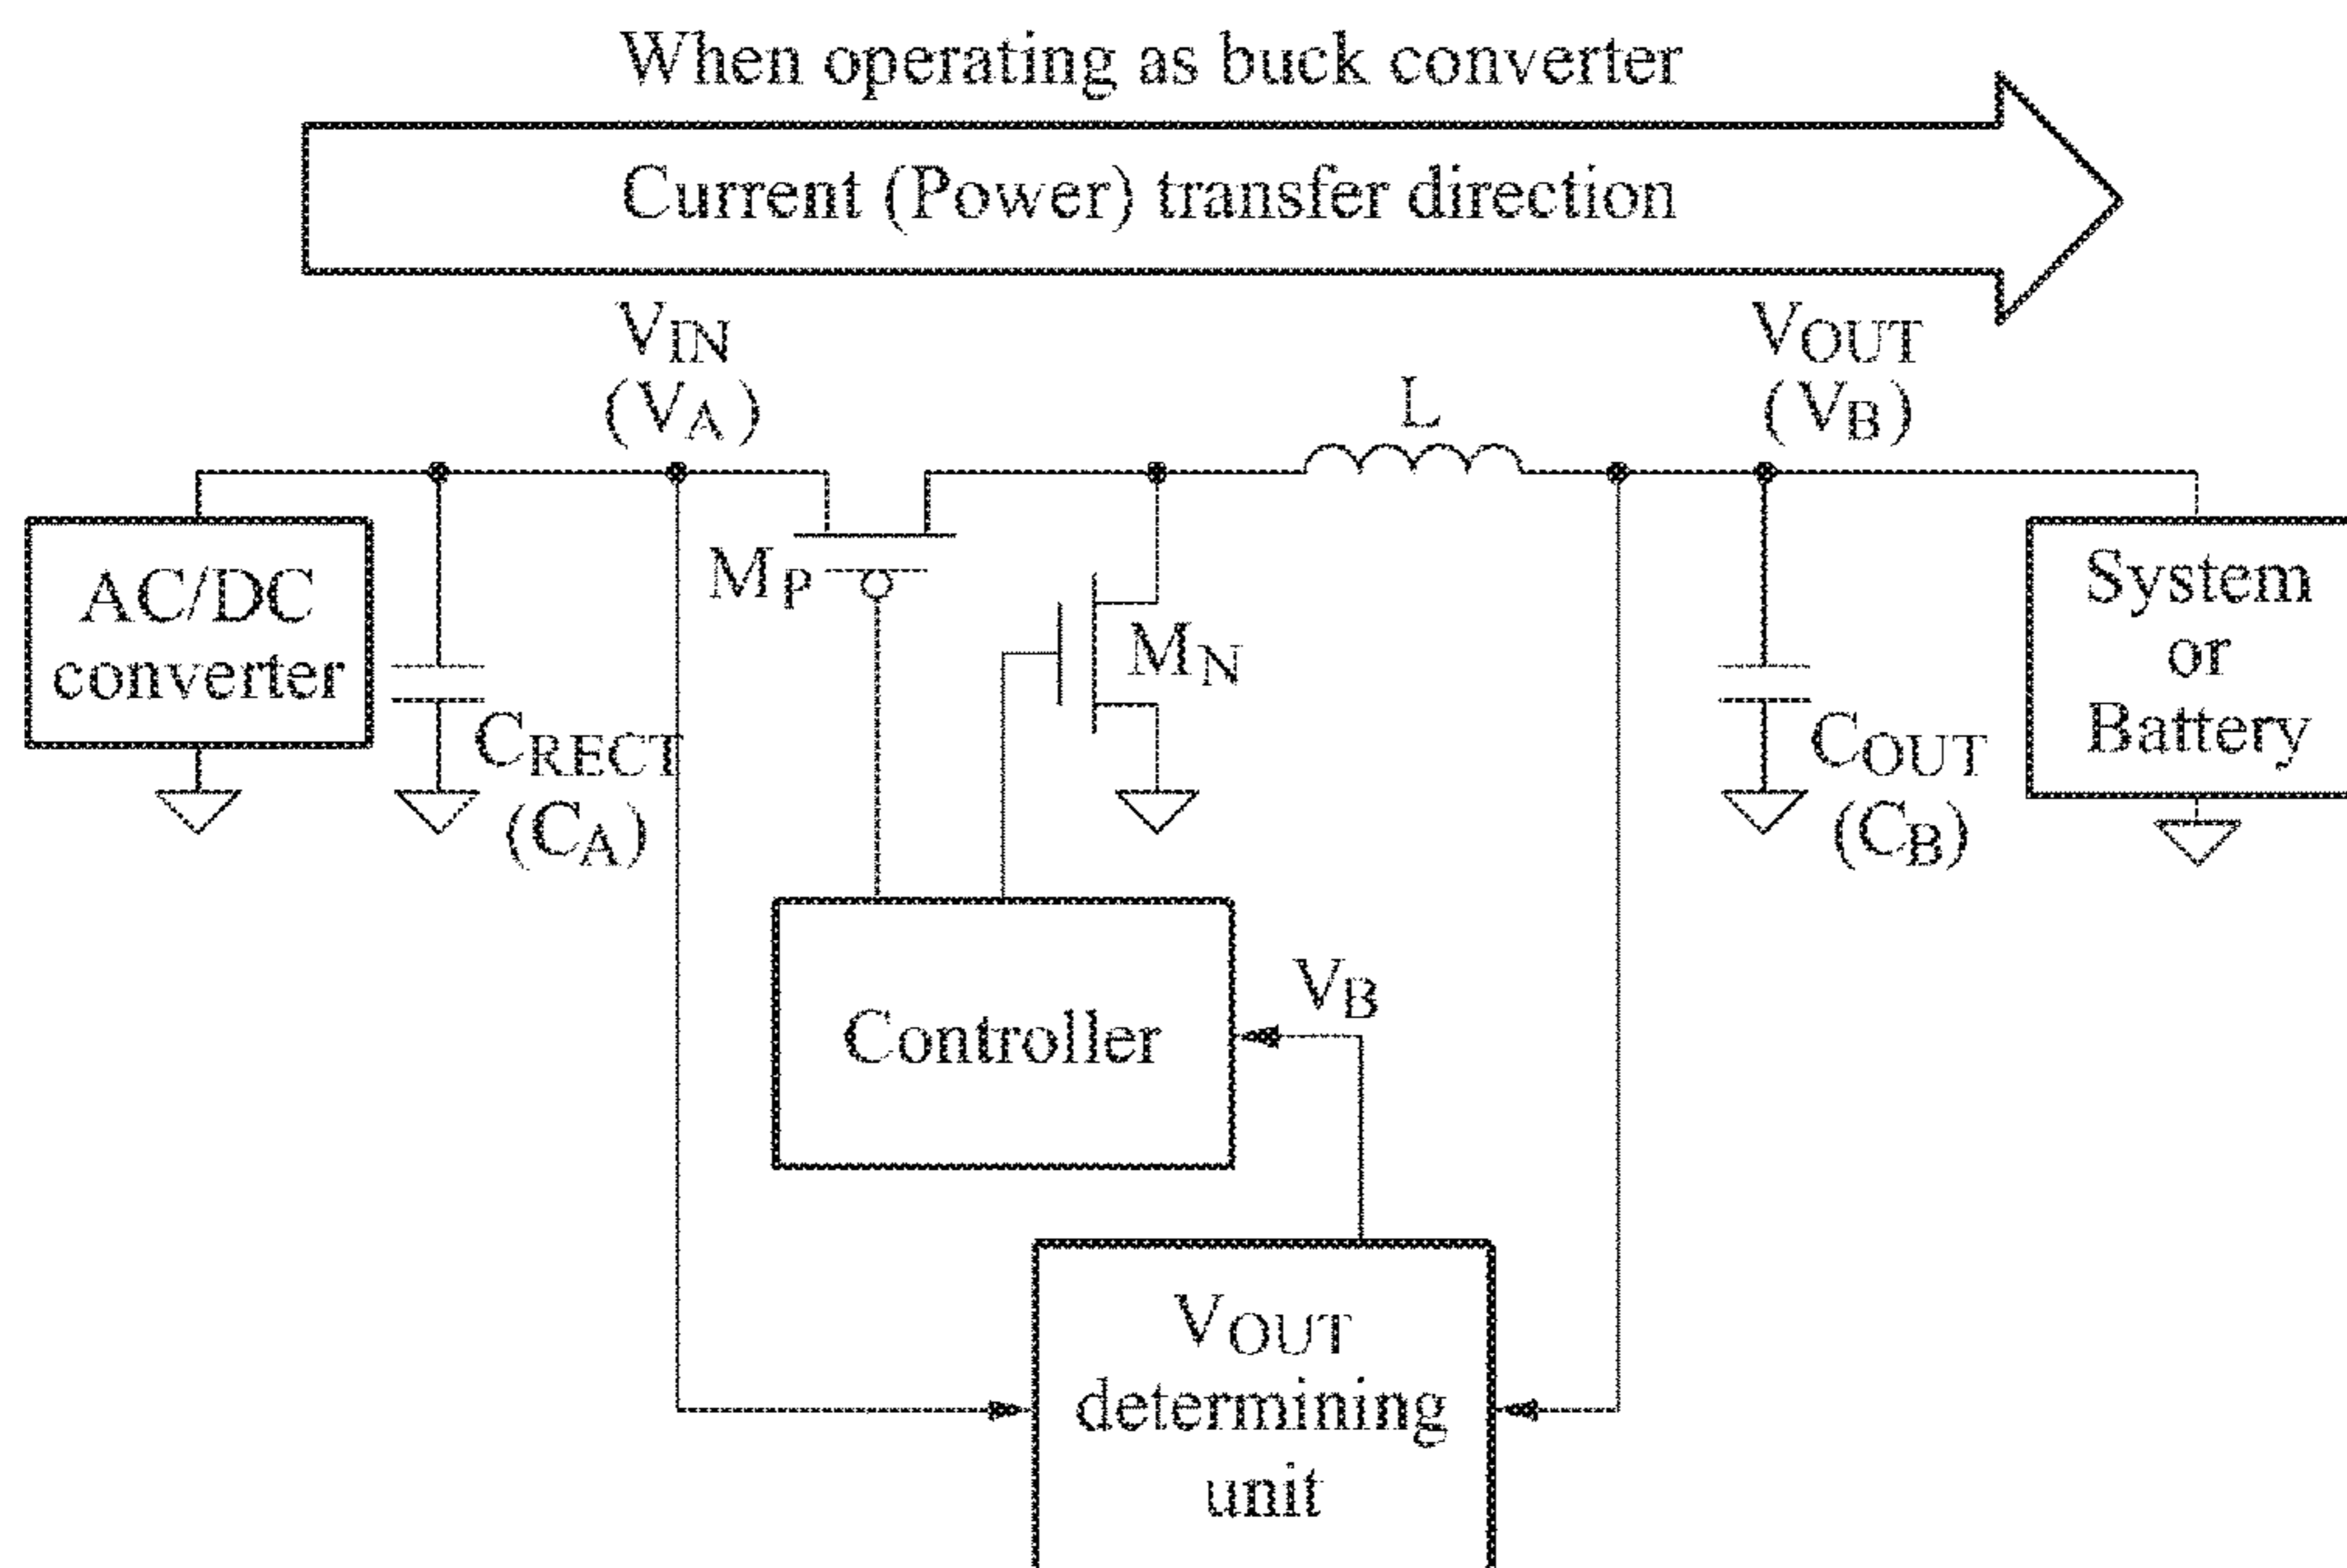 When operating as buck converter
Current (Power) transfer direction
VIN
(VA)
L
VOUT
(VB)
AC/DC
converter
CRECT
(CA)
MP
MN
COUT
(CB)
System
or
Battery
Controller
VB
VOUT
determining
unit